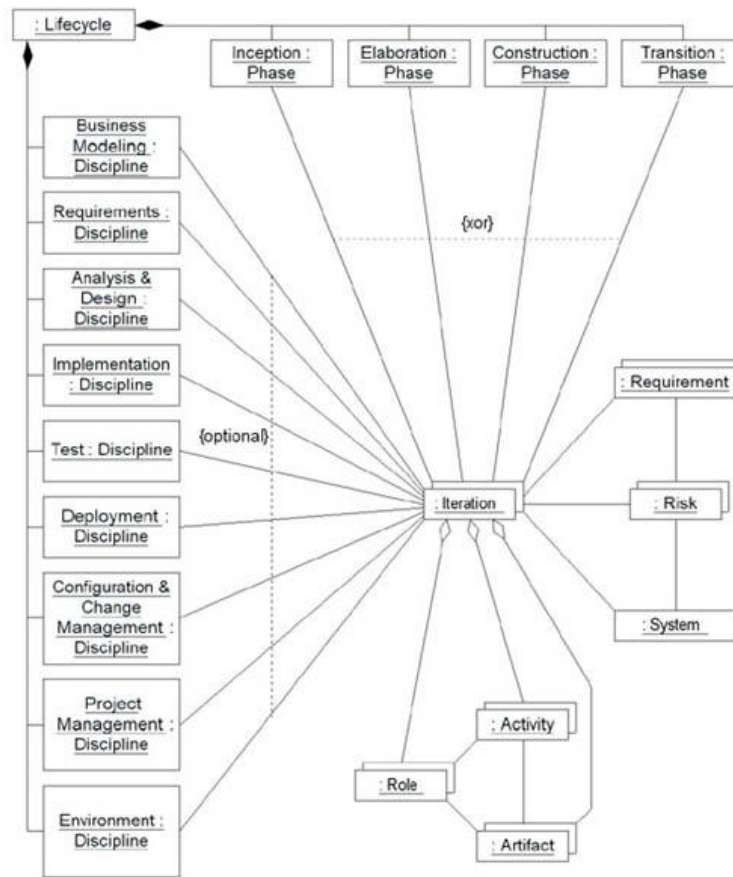 : Lifecycle
Inception :
Phase
Elaboration :
Phase
Construction :
Phase
Transition :
Phase
Business
Modeling :
Discipline
Requirements :
Discipline
{xor}
Analysis &
Design :
Discipline
Implementation
: Discipline
: Requirement
{optional}
Test : Discipline
: Iteration
: Risk
Deployment :
Discipline
Configuration &
Change
Management :
Discipline
: System
Project
Management :
Discipline
: Activity
: Role
Environment :
Discipline
: Artifact